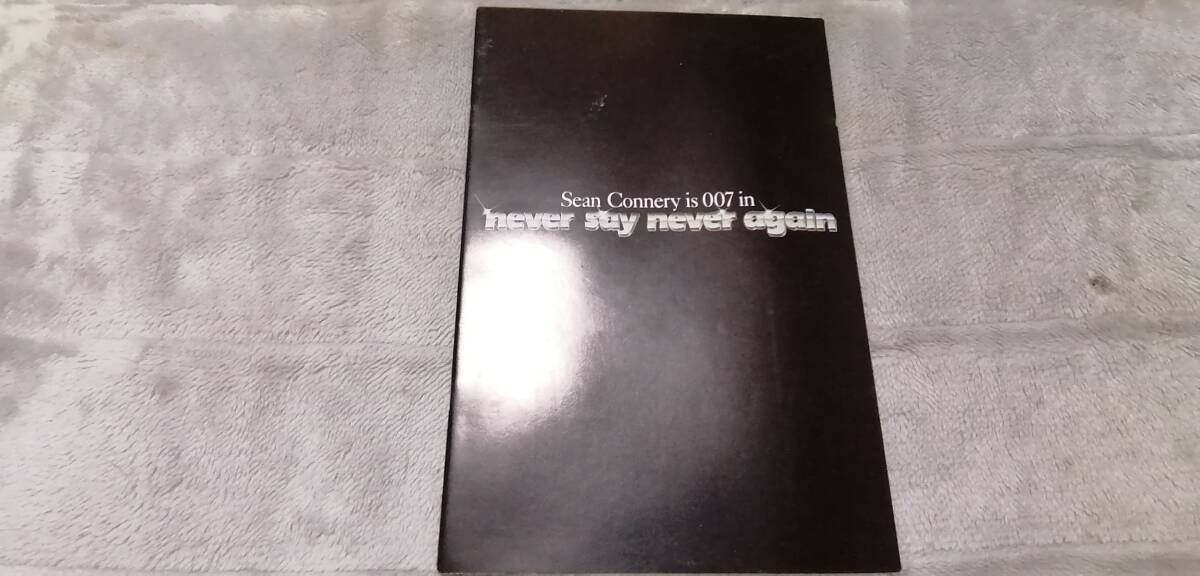 Sean Connery is 007 in
never say never again